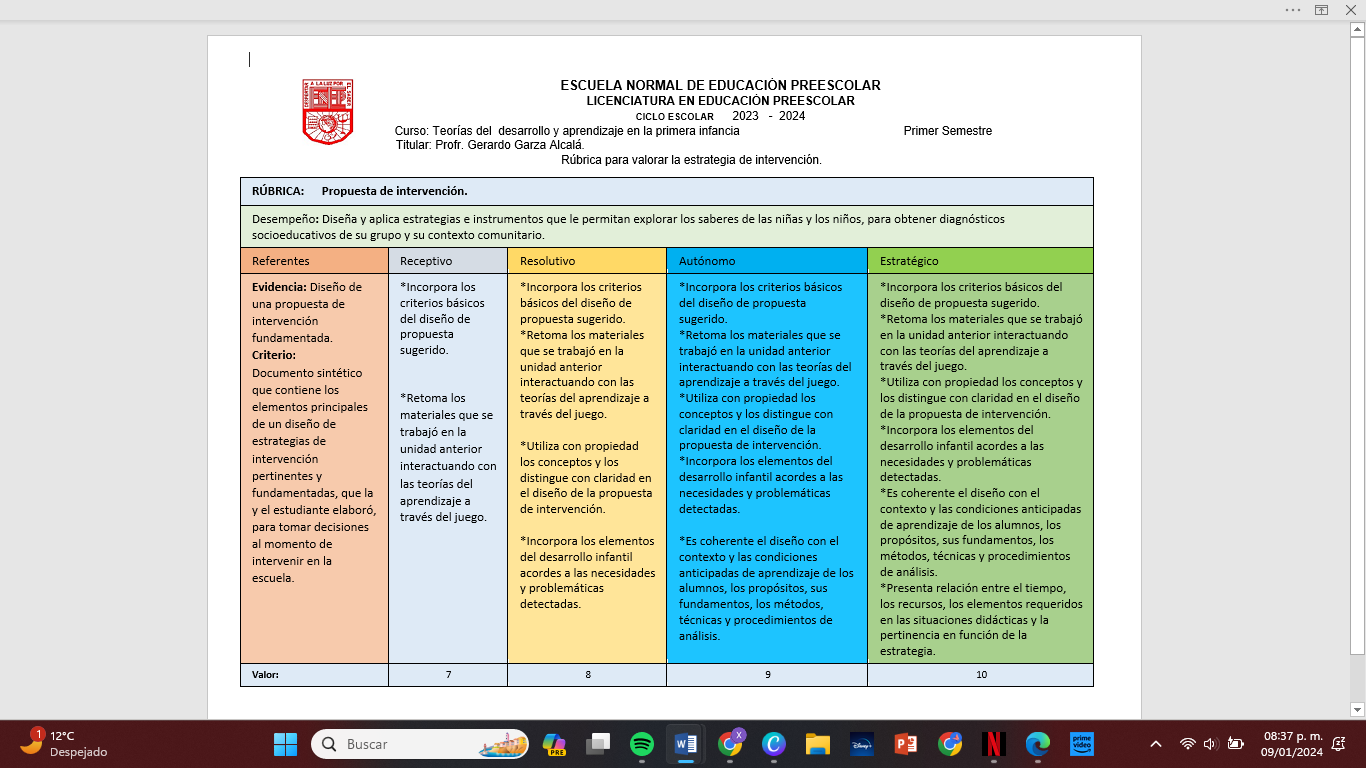 ESCUELA NORMAL DE EDUCACIÓN PREESCOLAR
LICENCIATURA EN EDUCACIÓN PREESCOLAR
CICLO ESCOLAR 2023 - 2024
Curso: Teorías del desarrollo y aprendizaje en la primera infancia Primer Semestre
Titular: Profr. Gerardo Garza Alcalá.
Rúbrica para valorar la estrategia de intervención.
RÚBRICA: Propuesta de intervención.
Desempeño: Diseña y aplica estrategias e instrumentos que le permitan explorar los saberes de las niñas y los niños, para obtener diagnósticos
socioeducativos de su grupo y su contexto comunitario.
Referentes
Receptivo
Resolutivo
Autónomo
Estratégico
Evidencia: Diseño de
una propuesta de
intervención
fundamentada.
Criterio:
Documento sintético
que contiene los
elementos principales
de un diseño de
estrategias de
intervención
pertinentes y
fundamentadas, que la
y el estudiante elaboró,
para tomar decisiones
al momento de
intervenir en la
escuela.
*Incorpora los
criterios básicos
del diseño de
propuesta
sugerido.
*Retoma los
materiales que se
trabajó en la
unidad anterior
interactuando con
las teorías del
aprendizaje a
través del juego.
*Incorpora los criterios
básicos del diseño de
propuesta sugerido.
*Retoma los materiales
que se trabajó en la
unidad anterior
interactuando con las
teorías del aprendizaje a
través del juego.
*Utiliza con propiedad
los conceptos y los
distingue con claridad en
el diseño de la propuesta
de intervención.
*Incorpora los elementos
del desarrollo infantil
acordes a las necesidades
y problemáticas
detectadas.
*Incorpora los criterios básicos
del diseño de propuesta
sugerido.
*Retoma los materiales que se
trabajó en la unidad anterior
interactuando con las teorías del
aprendizaje a través del juego.
*Utiliza con propiedad los
conceptos y los distingue con
claridad en el diseño de la
propuesta de intervención.
*Incorpora los elementos del
desarrollo infantil acordes a las
necesidades y problemáticas
detectadas.
*Es coherente el diseño con el
contexto y las condiciones
anticipadas de aprendizaje de los
alumnos, los propósitos, sus
fundamentos, los métodos,
técnicas y procedimientos de
análisis.
*Incorpora los criterios básicos del
diseño de propuesta sugerido.
*Retoma los materiales que se trabajó
en la unidad anterior interactuando
con las teorías del aprendizaje a
través del juego.
*Utiliza con propiedad los conceptos y
los distingue con claridad en el diseño
de la propuesta de intervención.
*Incorpora los elementos del
desarrollo infantil acordes a las
necesidades y problemáticas
detectadas.
*Es coherente el diseño con el
contexto y las condiciones anticipadas
de aprendizaje de los alumnos, los
propósitos, sus fundamentos, los
métodos, técnicas y procedimientos
de análisis.
*Presenta relación entre el tiempo,
los recursos, los elementos requeridos
en las situaciones didácticas y la
pertinencia en función de la
estrategia.
Valor: 7 8 9 10
1
12°C
Despejado
Buscar
PRE
W
X
C
Disney+
P
N
prime video
08:37 p. m.
09/01/2024